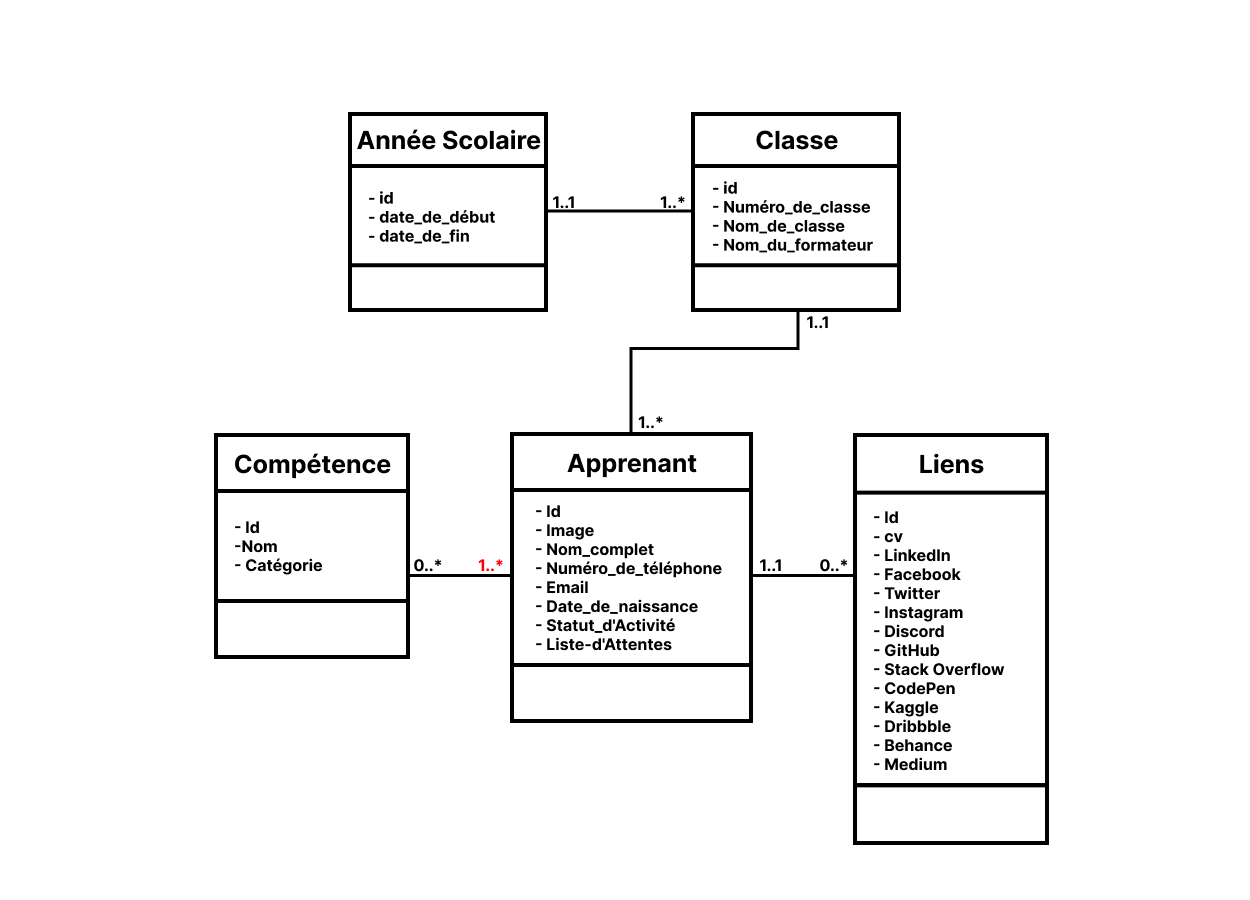 Année Scolaire
- id
- date_de_début
- date_de_fin
1..1
1..*
Classe
- id
- Numéro_de_classe
- Nom_de_classe
- Nom_du_formateur
1..1
1..*
Compétence
- Id
-Nom
- Catégorie
0..*
1..*
Apprenant
- Id
- Image
- Nom_complet
- Numéro_de_téléphone
- Email
- Date_de_naissance
- Statut_d'Activité
- Liste-d'Attentes
1..1
0..*
Liens
- Id
- cv
- LinkedIn
- Facebook
- Twitter
- Instagram
- Discord
- GitHub
- Stack Overflow
- CodePen
- Kaggle
- Dribbble
- Behance
- Medium